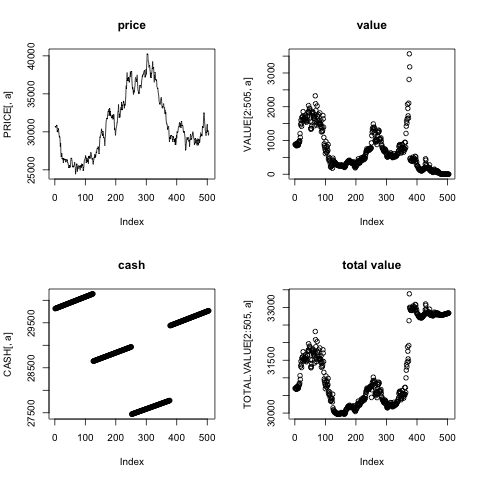 price
PRICE[, a]
25000 30000 35000 40000
0 100 200 300 400 500
Index
value
VALUE[2:505, a]
0 1000 2000 3000
0 100 200 300 400 500
Index
cash
CASH[, a]
27500 28500 29500
0 100 200 300 400 500
Index
total value
TOTAL.VALUE[2:505, a]
30000 31500 33000
0 100 200 300 400 500
Index